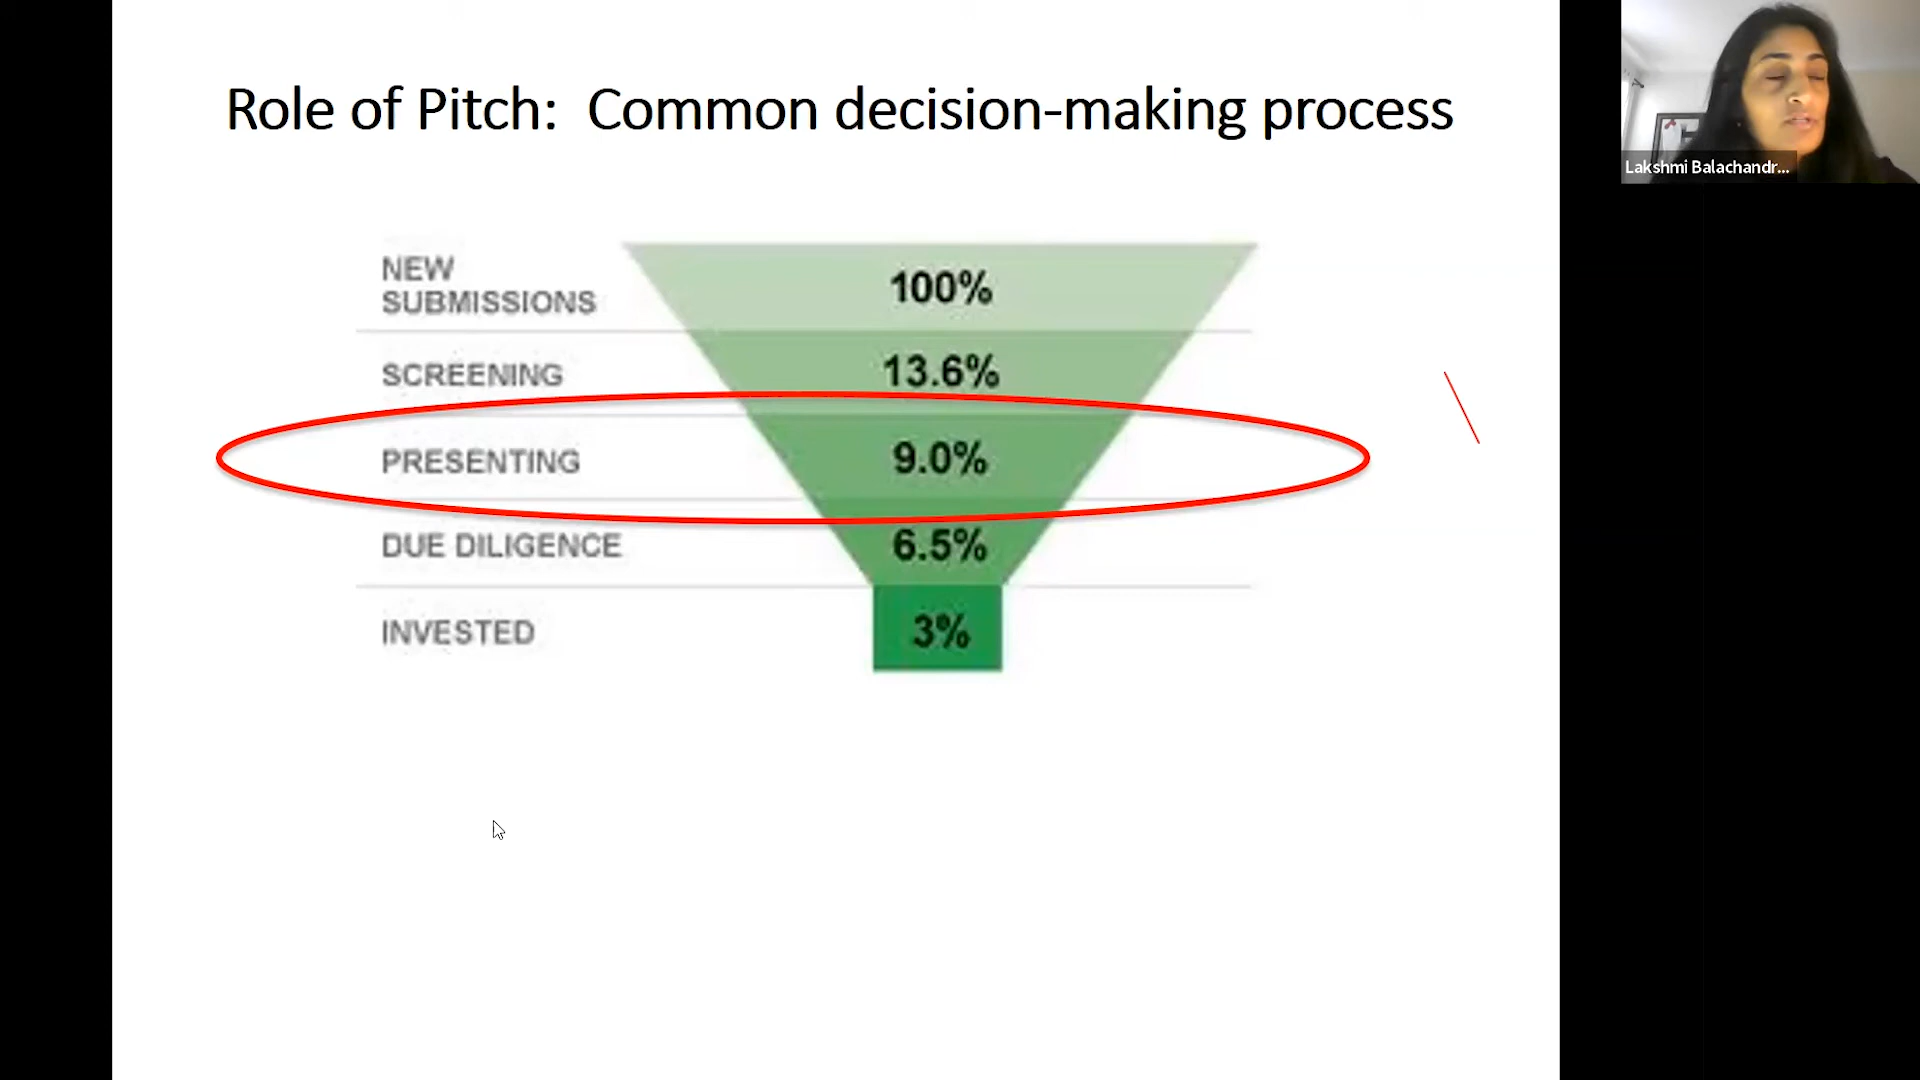 Role of Pitch:  Common decision-making process
Lakshmi Balachandr...
NEW
SUBMISSIONS
100%
SCREENING
13.6%
PRESENTING
9.0%
DUE DILIGENCE
6.5%
INVESTED
3%